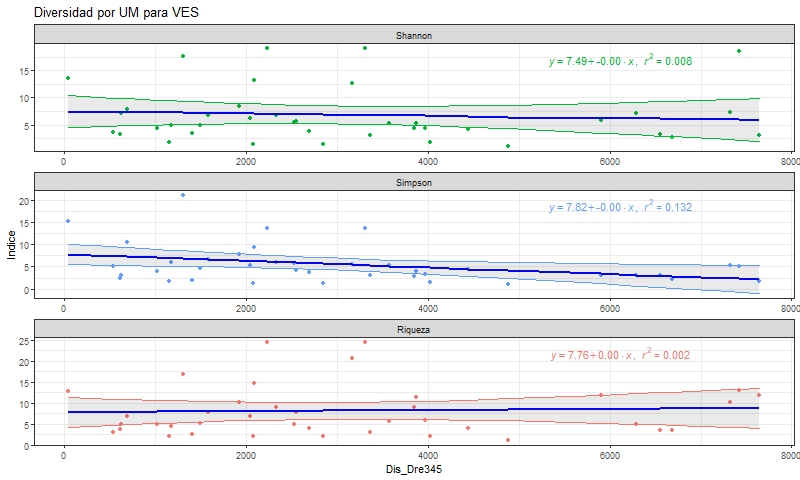 Diversidad por UM para VES
Shannon
y = 7.49+-0.00 · x, r² = 0.008
15
10
5
0 2000 4000 6000 8000
Simpson
y = 7.82+-0.00 · x, r² = 0.132
20
15
10
5
0
0 2000 4000 6000 8000
Indice
Riqueza
y = 7.76+0.00 · x, r² = 0.002
25
20
15
10
5
0
0 2000 4000 6000 8000
Dis_Dre345